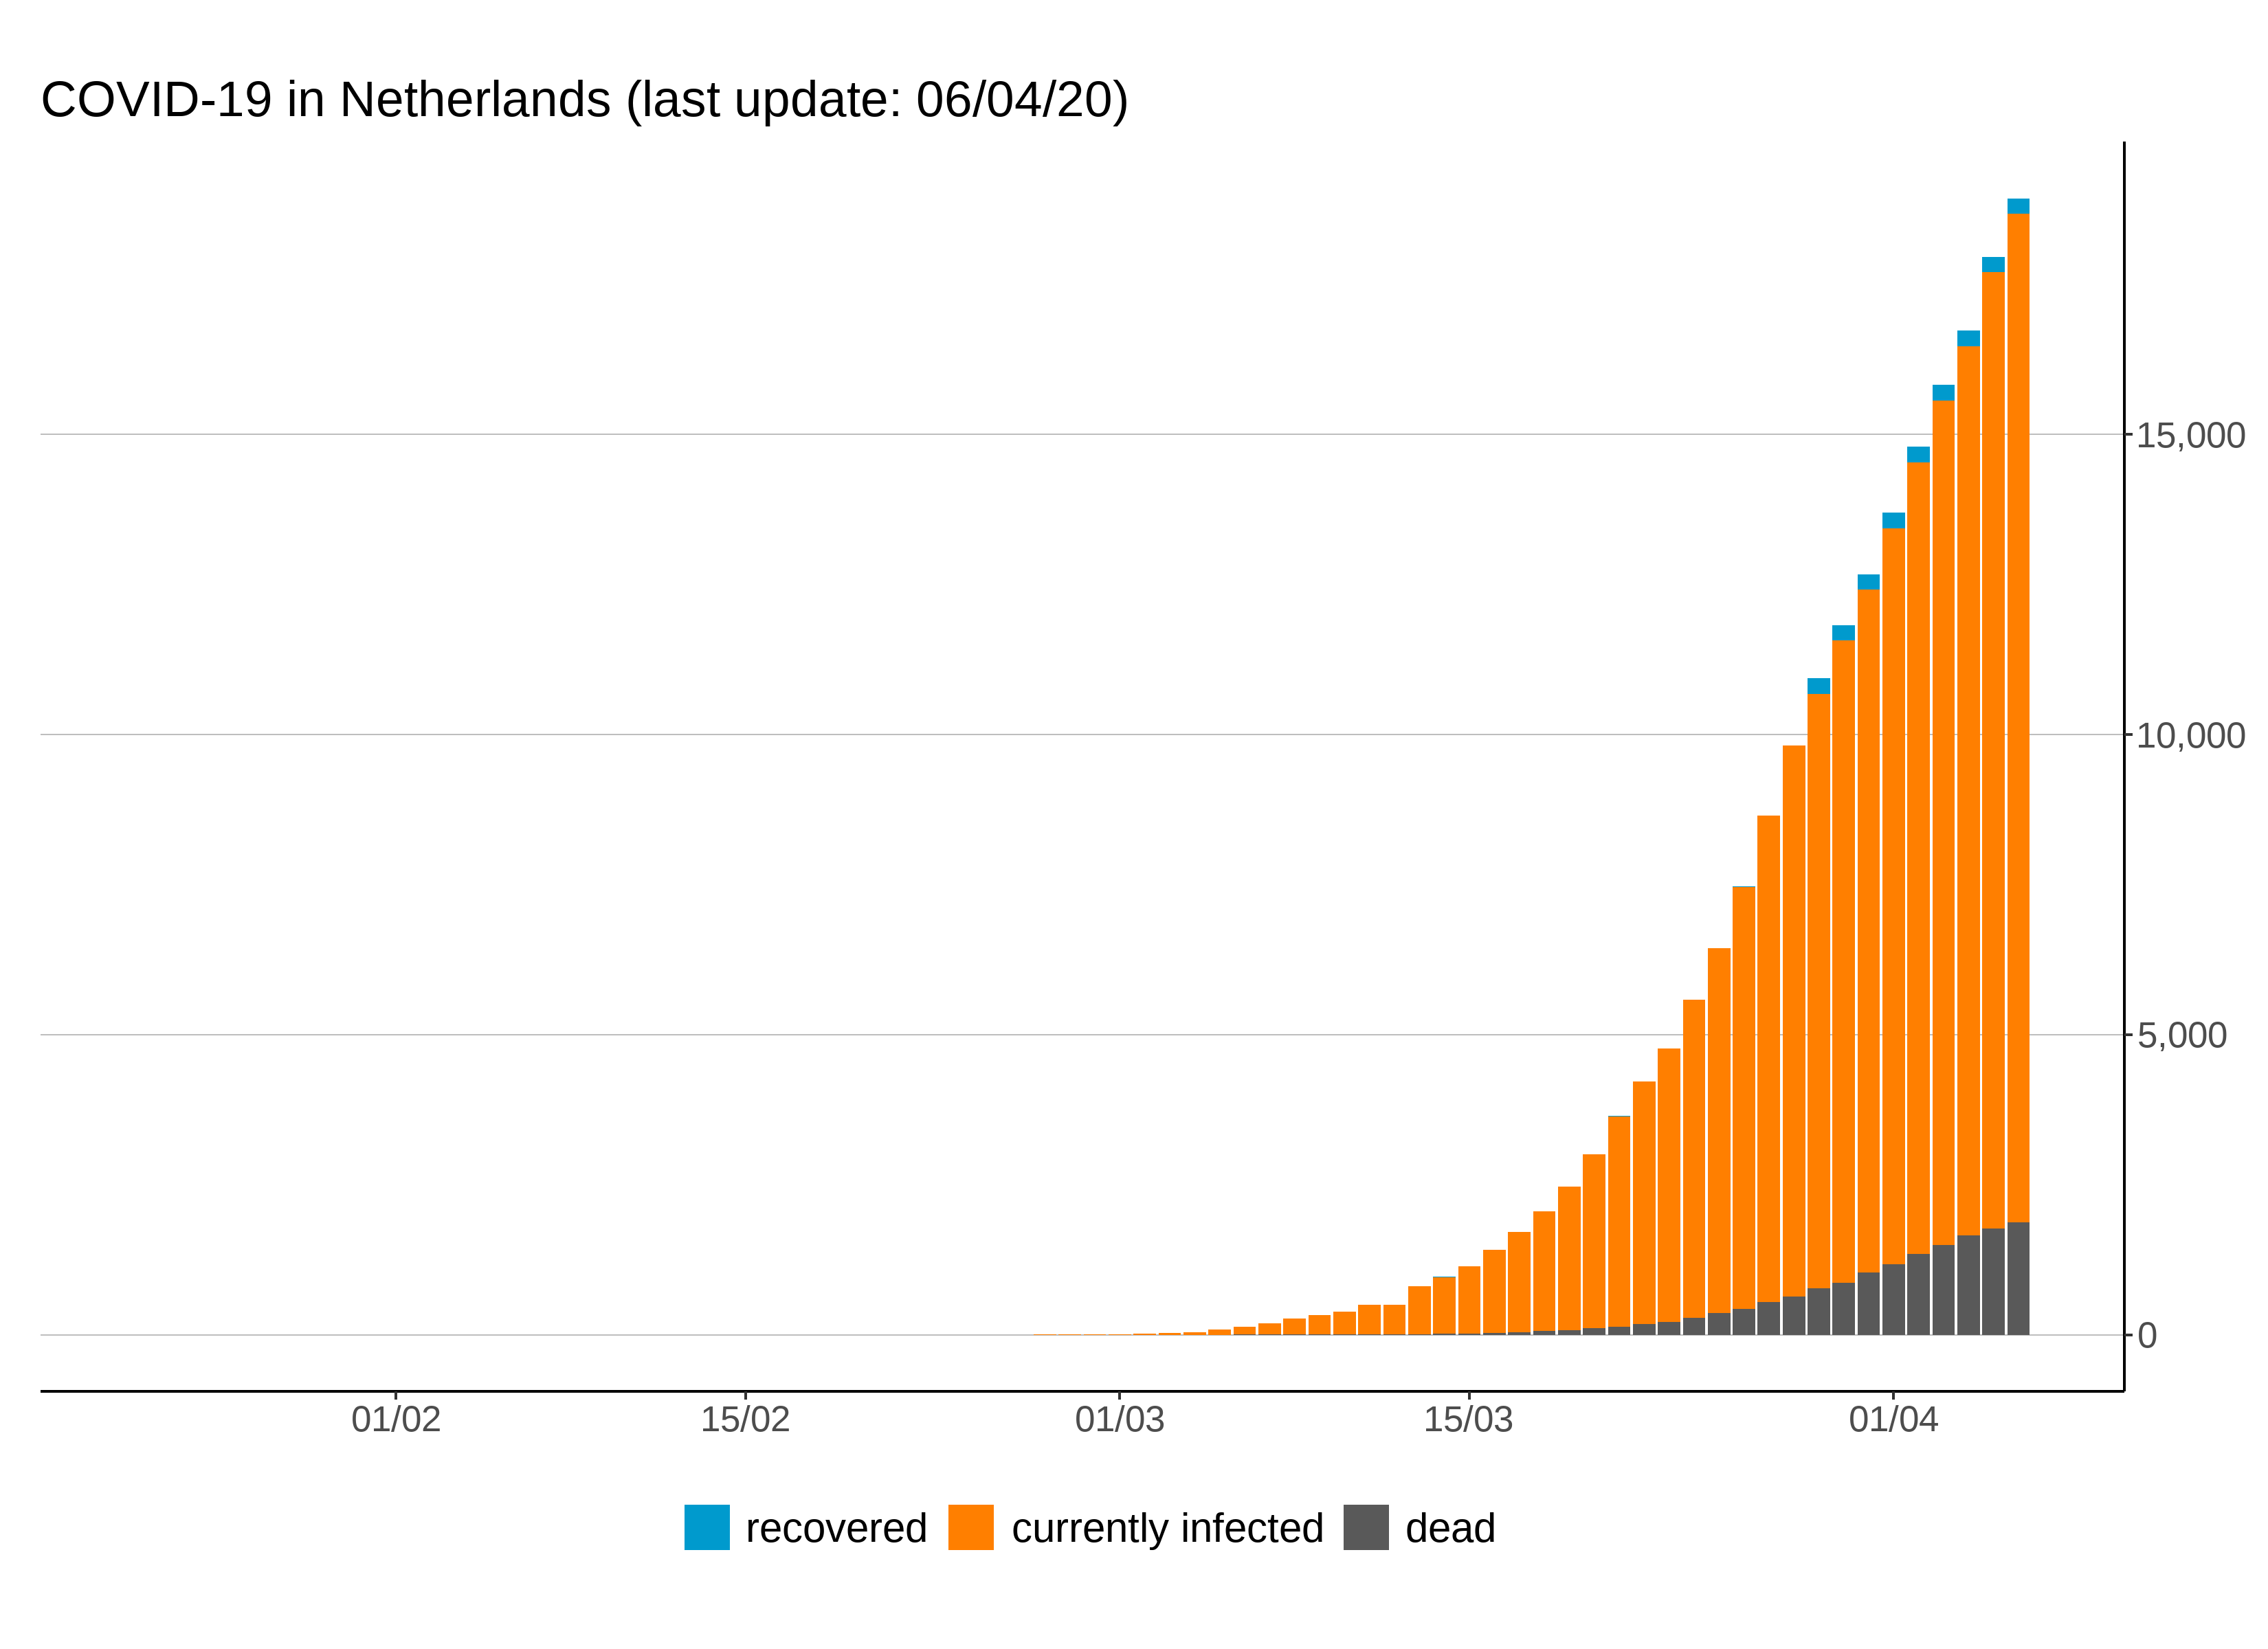 COVID-19 in Netherlands (last update: 06/04/20)
15,000
10,000
5,000
0
01/02 15/02 01/03 15/03 01/04
recovered currently infected dead